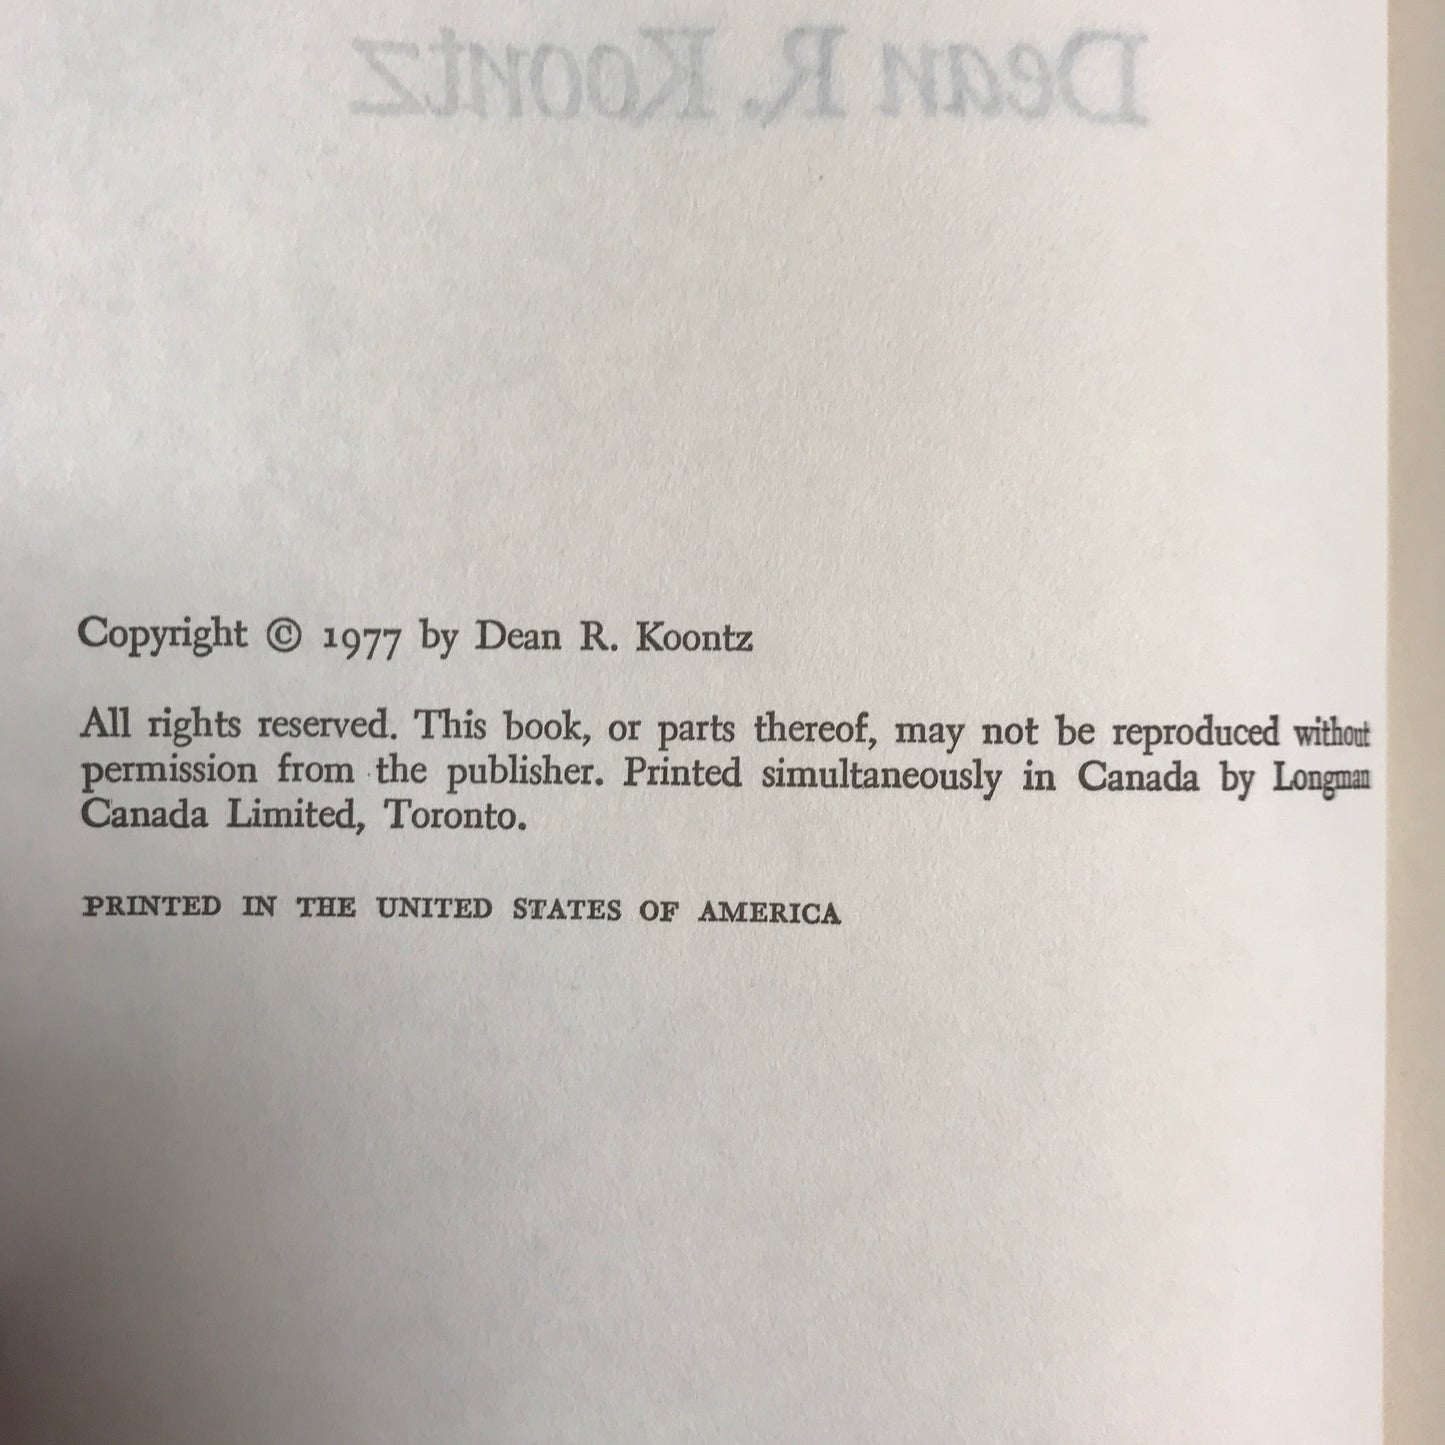 Dean R. Koontz
Copyright © 1977 by Dean R. Koontz
All rights reserved. This book, or parts thereof, may not be reproduced without
permission from the publisher. Printed simultaneously in Canada by Longman
Canada Limited, Toronto.
PRINTED IN THE UNITED STATES OF AMERICA